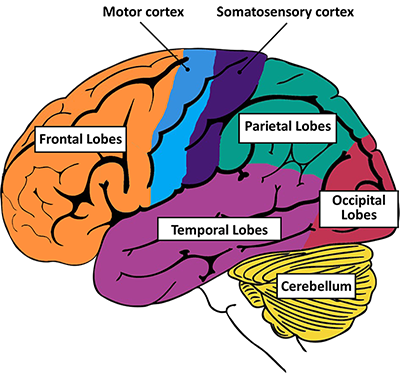 Motor cortex
Somatosensory cortex
Frontal Lobes
Parietal Lobes
Occipital
Lobes
Temporal Lobes
Cerebellum